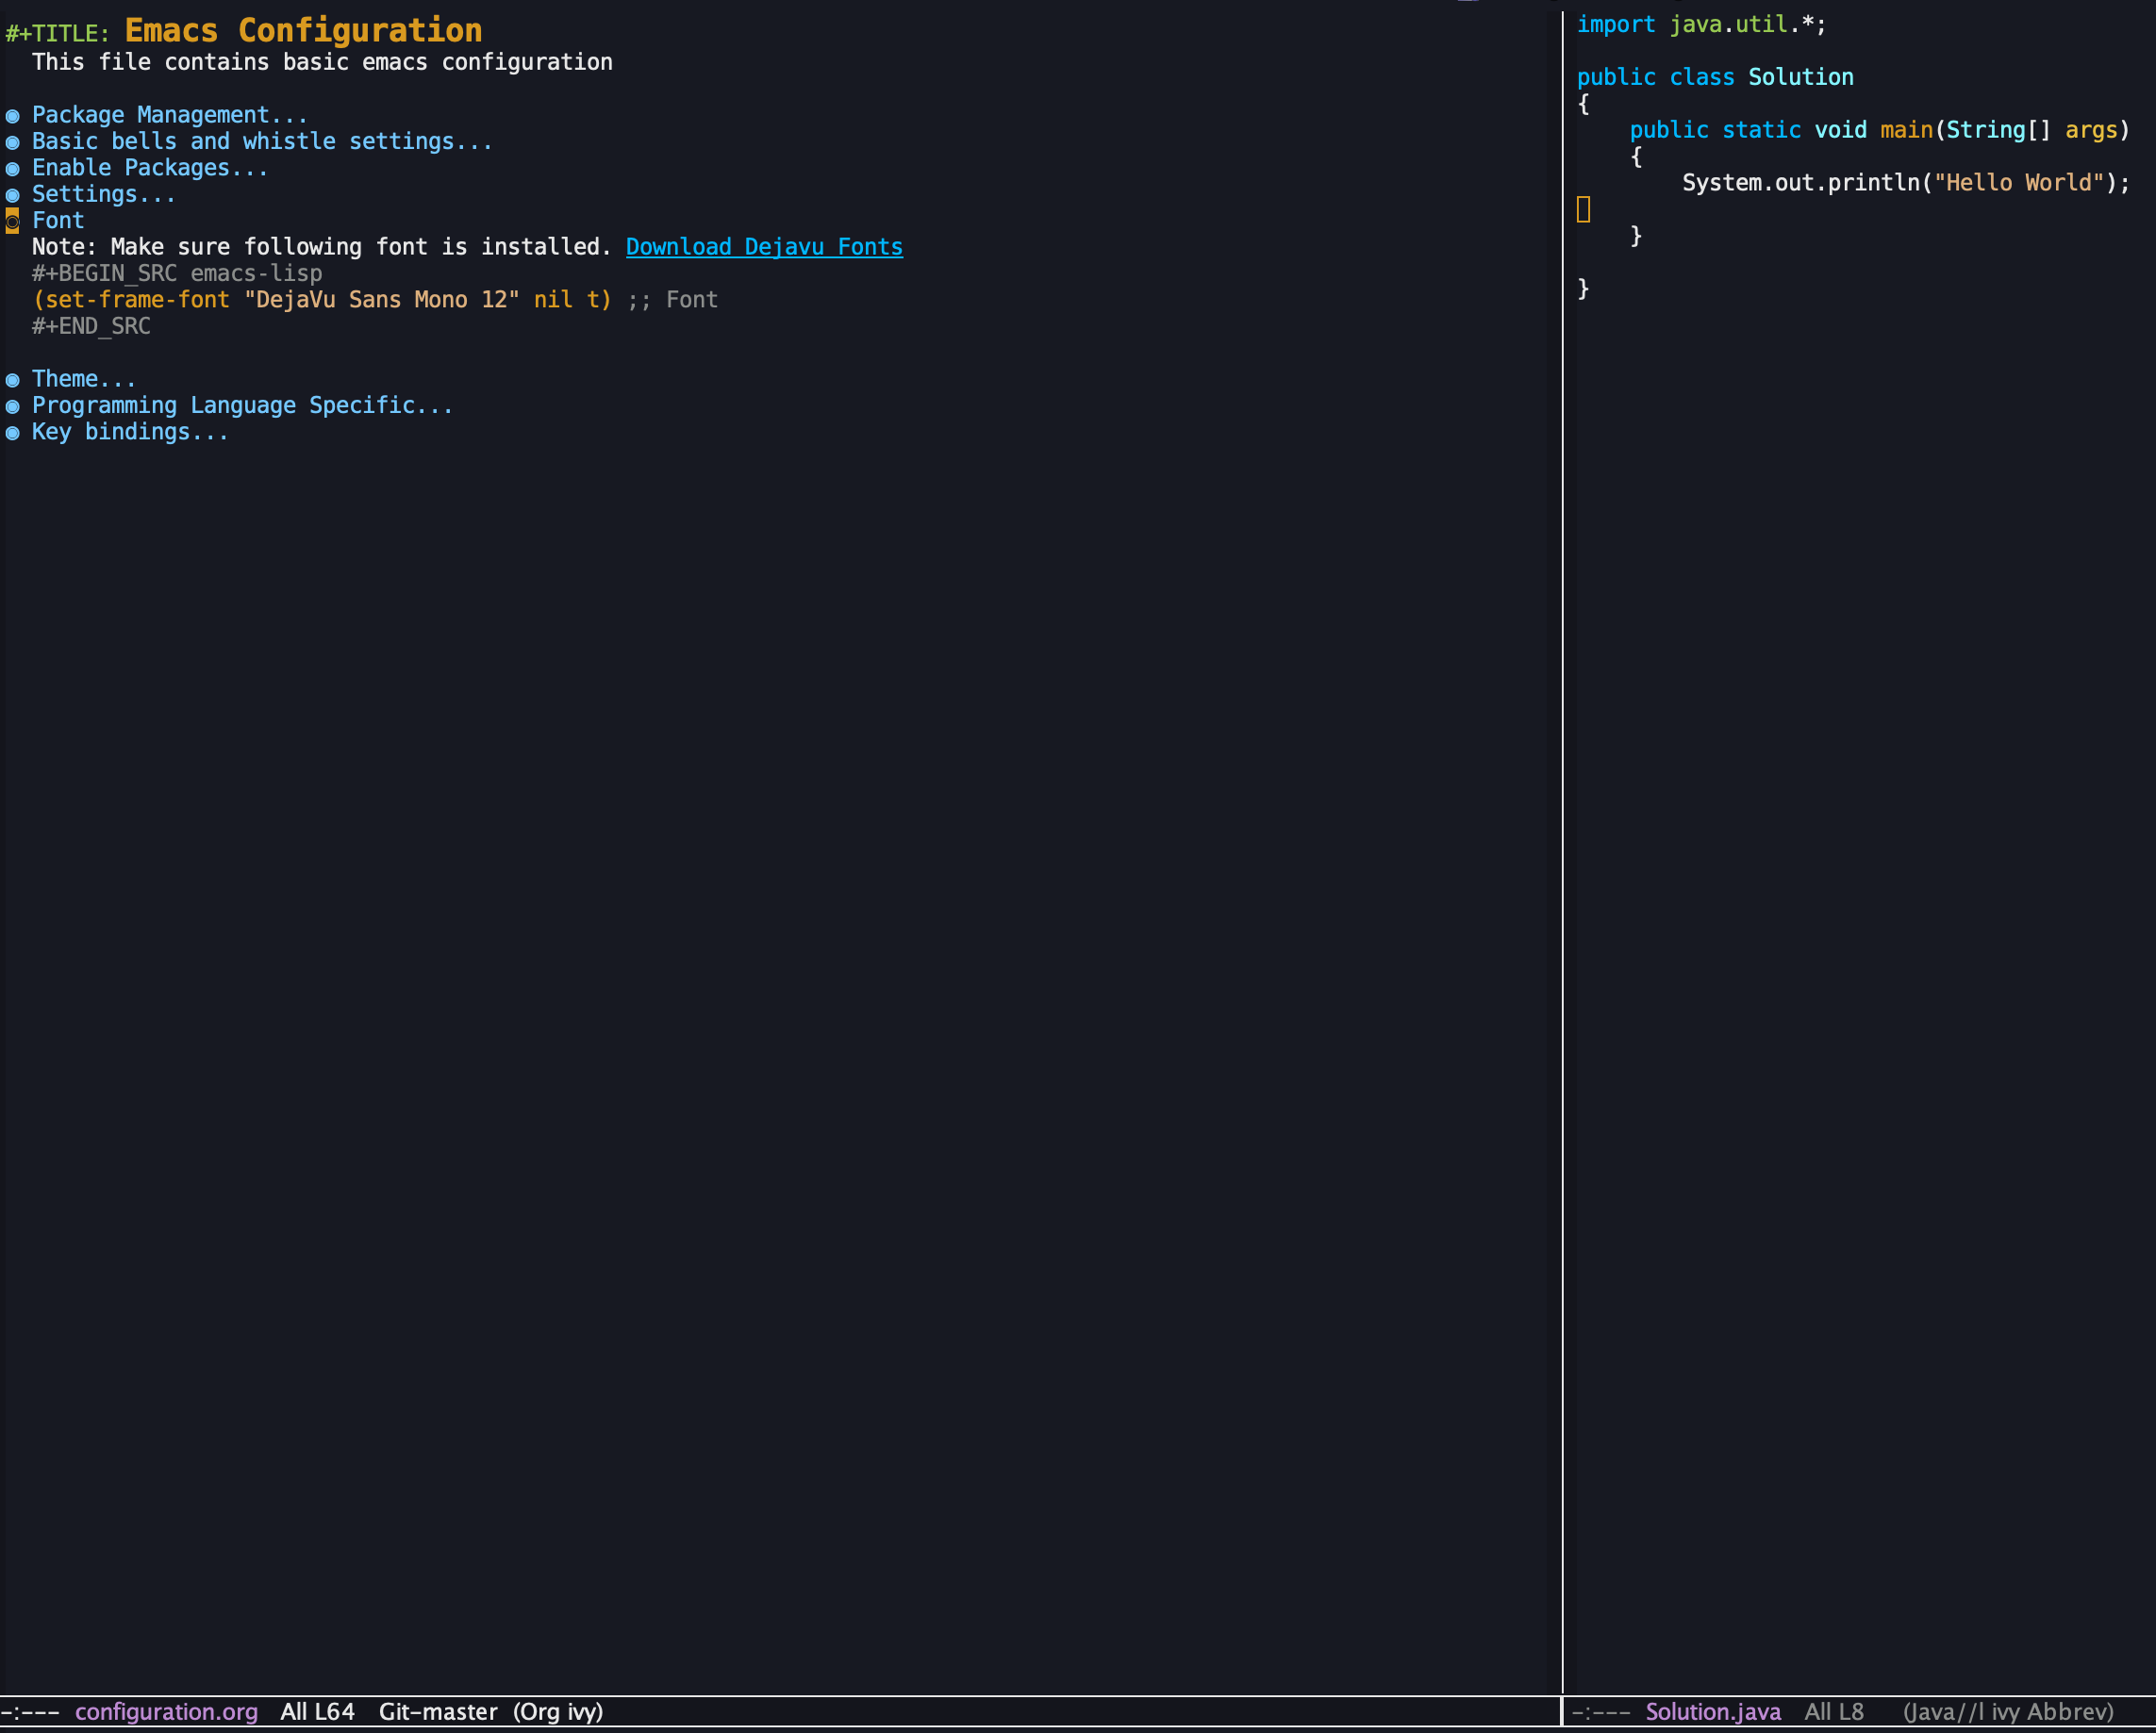 #+TITLE: Emacs Configuration
This file contains basic emacs configuration
◉ Package Management...
◉ Basic bells and whistle settings...
◉ Enable Packages...
◉ Settings...
◉ Font
Note: Make sure following font is installed. Download Dejavu Fonts
#+BEGIN_SRC emacs-lisp
(set-frame-font "DejaVu Sans Mono 12" nil t) ;; Font
#+END_SRC
◉ Theme...
◉ Programming Language Specific...
◉ Key bindings...
-:--- configuration.org All L64 Git-master (Org ivy)
import java.util.*;
public class Solution
{
public static void main(String[] args)
{
System.out.println("Hello World");
}
}
-:--- Solution.java All L8 (Java//l ivy Abbrev)